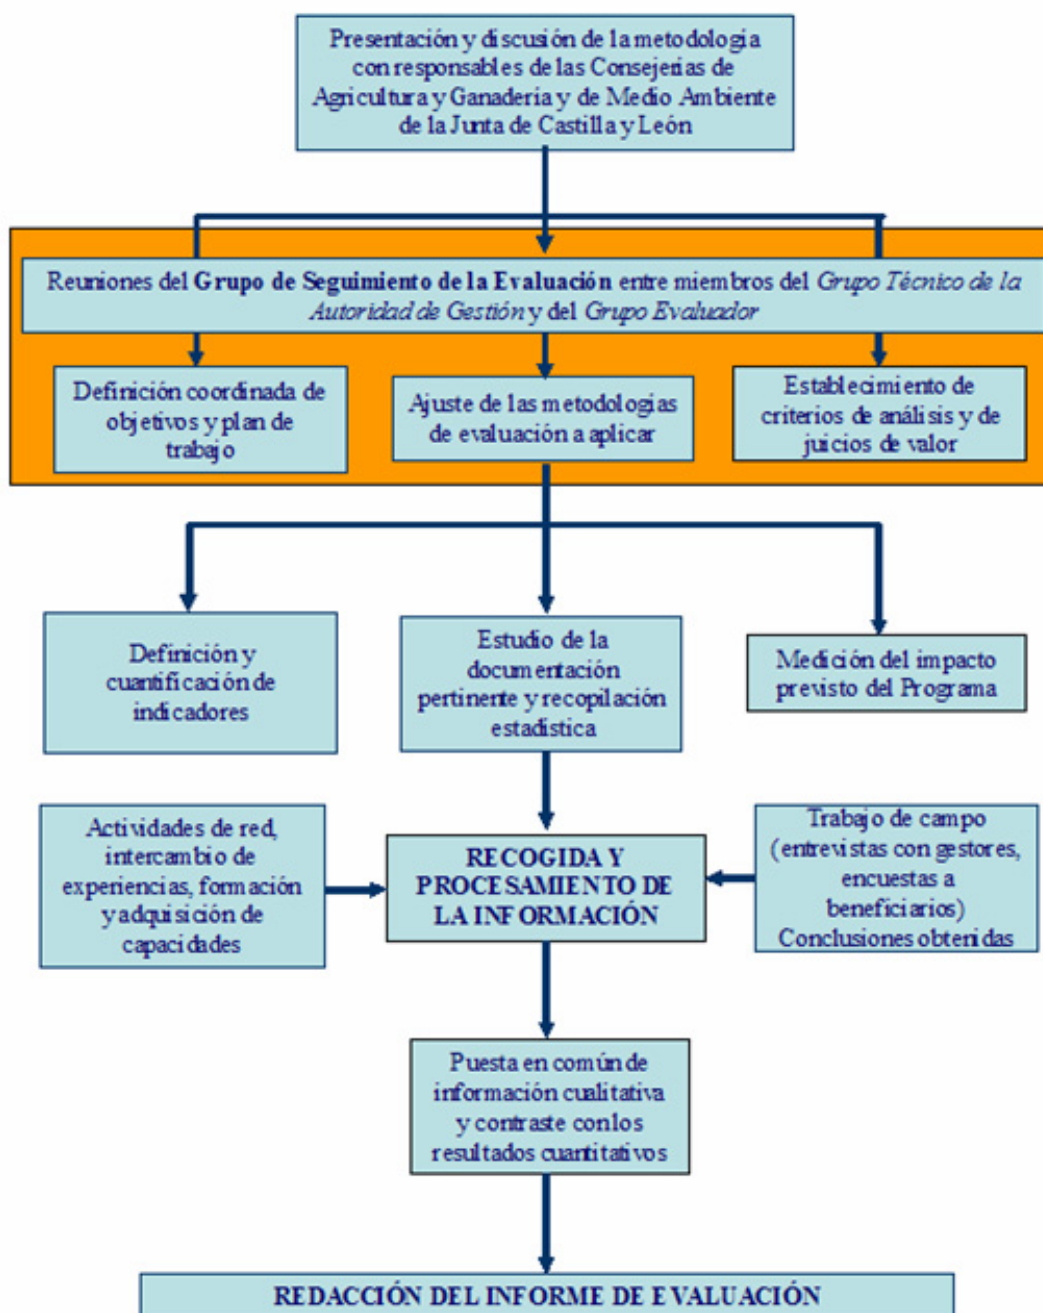 Presentación y discusión de la metodología
con responsables de las Consejerías de
Agricultura y Ganadería y de Medio Ambiente
de la Junta de Castilla y León
Reuniones del Grupo de Seguimiento de la Evaluación entre miembros del Grupo Técnico de la
Autoridad de Gestión y del Grupo Evaluador
Definición coordinada de
objetivos y plan de
trabajo
Ajuste de las metodologías
de evaluación a aplicar
Establecimiento de
criterios de análisis y de
juicios de valor
Definición y
cuantificación de
indicadores
Estudio de la
documentación
pertinente y recopilación
estadística
Medición del impacto
previsto del Programa
Actividades de red,
intercambio de
experiencias, formación
y adquisición de
capacidades
RECOGIDA Y
PROCESAMIENTO DE
LA INFORMACIÓN
Trabajo de campo
(entrevistas con gestores,
encuestas a
beneficiarios)
Conclusiones obtenidas
Puesta en común de
información cualitativa
y contraste con los
resultados cuantitativos
REDACCIÓN DEL INFORME DE EVALUACIÓN